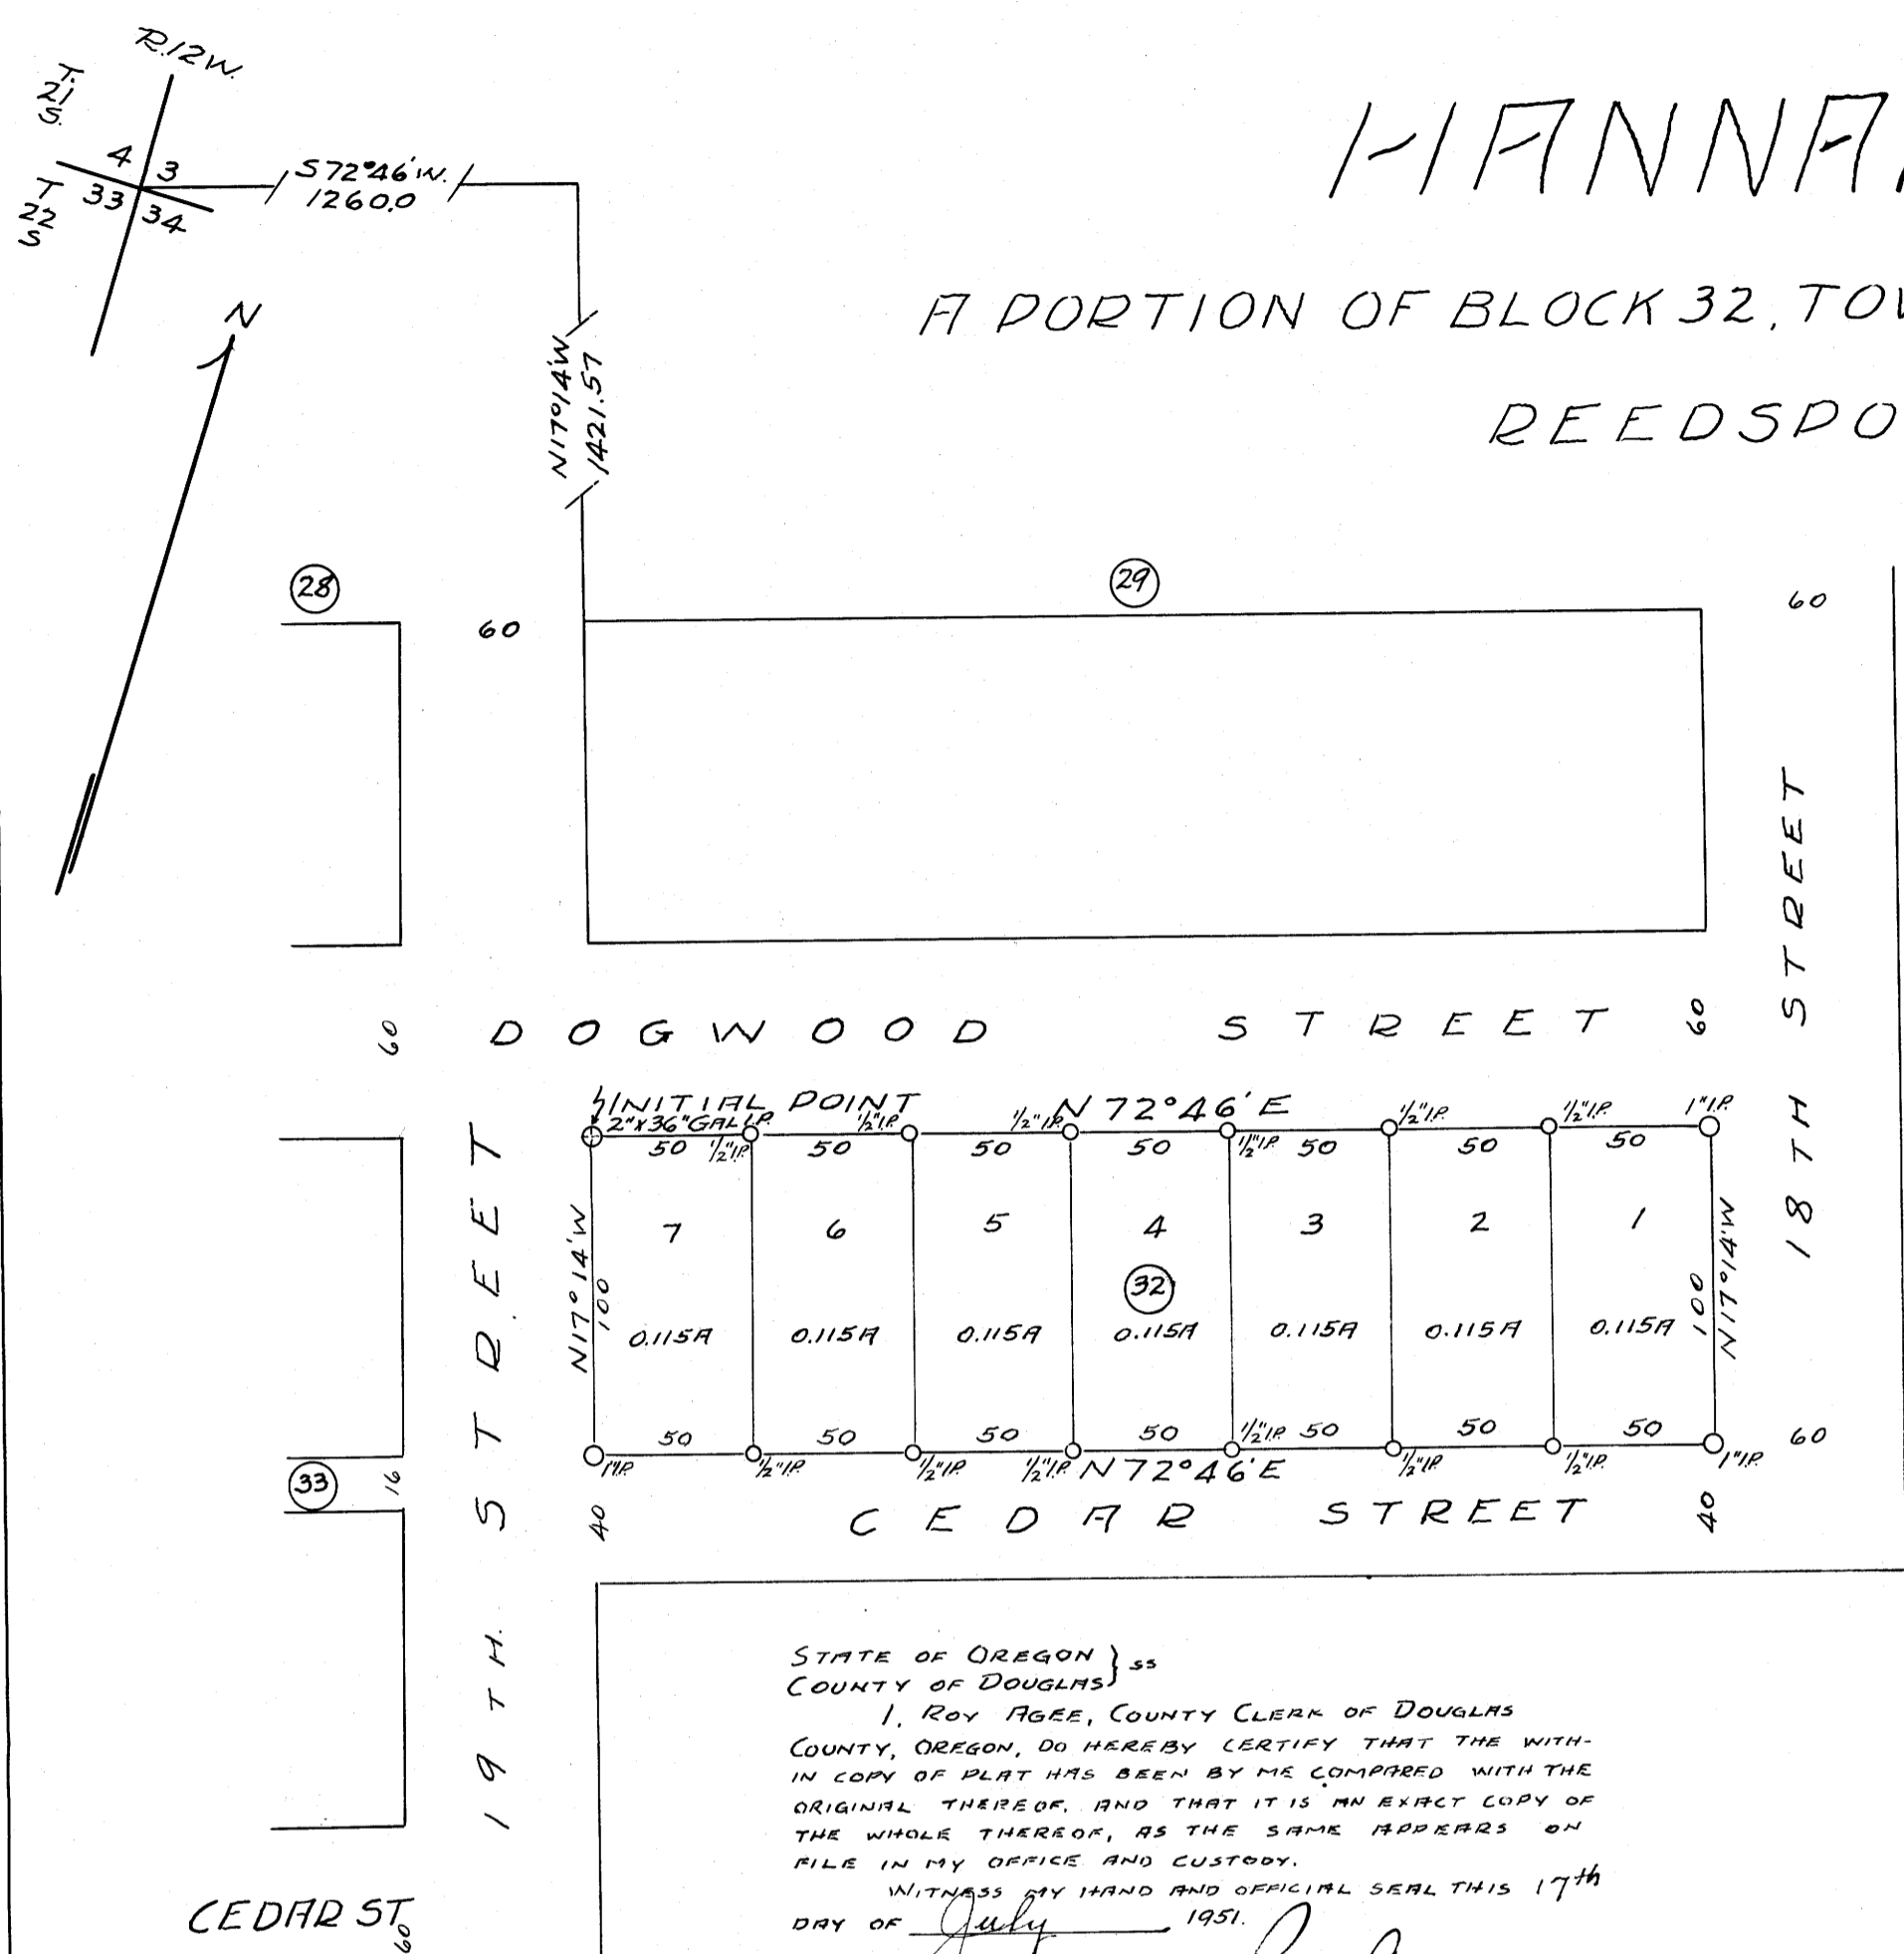 R.12W.
T.
21
S.
4 3
33 34
T
22
S
S72°46'W.
1260.0
N
N17°14'W
1421.57
HANNA
A PORTION OF BLOCK 32, TOW
REEDSPO
28
29
60
60
60
DOGWOOD STREET
60
18TH STREET
INITIAL POINT
N72°46'E
2"x36"GAL I.P.
1/2"I.P.
1/2"I.P.
1/2"I.P.
1/2"I.P.
1/2"I.P.
1/2"I.P.
1"I.P.
50 50 50 50 50 50 50
7 6 5 4 3 2 1
32
N17°14'W
100
0.115A 0.115A 0.115A 0.115A 0.115A 0.115A 0.115A
100
N17°14'W
50 50 50 50 50 50 50
1"I.P.
1/2"I.P.
1/2"I.P.
1/2"I.P.
1/2"I.P.
1/2"I.P.
1/2"I.P.
1"I.P.
60
N72°46'E
33
16
19TH. STREET
40
CEDAR STREET
40
STATE OF OREGON } ss
COUNTY OF DOUGLAS
I, ROY AGEE, COUNTY CLERK OF DOUGLAS
COUNTY, OREGON, DO HEREBY CERTIFY THAT THE WITH-
IN COPY OF PLAT HAS BEEN BY ME COMPARED WITH THE
ORIGINAL THEREOF, AND THAT IT IS AN EXACT COPY OF
THE WHOLE THEREOF, AS THE SAME APPEARS ON
FILE IN MY OFFICE AND CUSTODY.
WITNESS MY HAND AND OFFICIAL SEAL THIS 17th
DAY OF July 1951.
CEDAR ST.
60